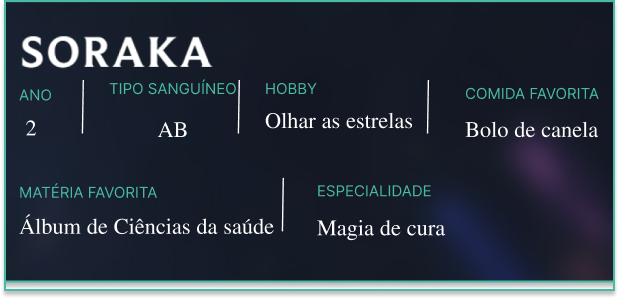 SORAKA
ANO
2
TIPO SANGUÍNEO
AB
HOBBY
Olhar as estrelas
COMIDA FAVORITA
Bolo de canela
MATÉRIA FAVORITA
Álbum de Ciências da saúde
ESPECIALIDADE
Magia de cura